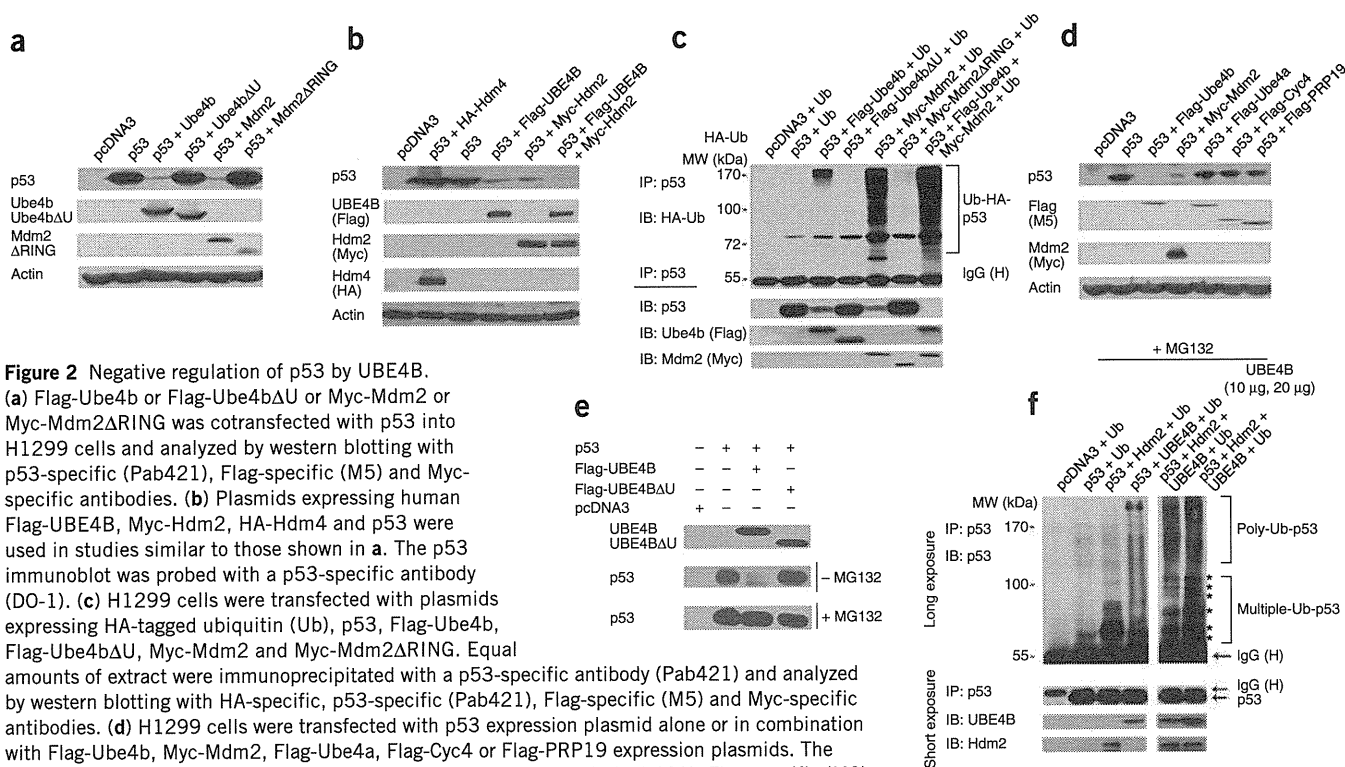 a
pcDNA3
p53
p53 + Ube4b
p53 + Ube4bΔU
p53 + Mdm2
p53 + Mdm2ΔRING
p53
Ube4b
Ube4bΔU
Mdm2
ΔRING
Actin
b
pcDNA3
p53 + HA-Hdm4
p53
p53 + Flag-UBE4B
p53 + Myc-Hdm2
p53 + Flag-UBE4B
+ Myc-Hdm2
p53
UBE4B
(Flag)
Hdm2
(Myc)
Hdm4
(HA)
Actin
c
pcDNA3 + Ub
p53 + Ub
p53 + Flag-Ube4b + Ub
p53 + Flag-Ube4bΔU + Ub
p53 + Myc-Mdm2 + Ub
p53 + Myc-Mdm2ΔRING + Ub
p53 + Flag-Ube4b +
Myc-Mdm2 + Ub
HA-Ub
MW (kDa)
170-
IP: p53
IB: HA-Ub
100-
72-
IP: p53
55-
Ub-HA-
p53
IgG (H)
IB: p53
IB: Ube4b (Flag)
IB: Mdm2 (Myc)
d
pcDNA3
p53
p53 + Flag-Ube4b
p53 + Myc-Mdm2
p53 + Flag-Ube4a
p53 + Flag-Cyc4
p53 + Flag-PRP19
p53
Flag
(M5)
Mdm2
(Myc)
Actin
Figure 2 Negative regulation of p53 by UBE4B.
(a) Flag-Ube4b or Flag-Ube4bΔU or Myc-Mdm2 or
Myc-Mdm2ΔRING was cotransfected with p53 into
H1299 cells and analyzed by western blotting with
p53-specific (Pab421), Flag-specific (M5) and Myc-
specific antibodies. (b) Plasmids expressing human
Flag-UBE4B, Myc-Hdm2, HA-Hdm4 and p53 were
used in studies similar to those shown in a. The p53
immunoblot was probed with a p53-specific antibody
(DO-1). (c) H1299 cells were transfected with plasmids
expressing HA-tagged ubiquitin (Ub), p53, Flag-Ube4b,
Flag-Ube4bΔU, Myc-Mdm2 and Myc-Mdm2ΔRING. Equal
amounts of extract were immunoprecipitated with a p53-specific antibody (Pab421) and analyzed
by western blotting with HA-specific, p53-specific (Pab421), Flag-specific (M5) and Myc-specific
antibodies. (d) H1299 cells were transfected with p53 expression plasmid alone or in combination
with Flag-Ube4b, Myc-Mdm2, Flag-Ube4a, Flag-Cyc4 or Flag-PRP19 expression plasmids. The
e
p53 – + + +
Flag-UBE4B – – + –
Flag-UBE4BΔU – – – +
pcDNA3 + – – –
UBE4B
UBE4BΔU
p53 – MG132
p53 + MG132
f
+ MG132
UBE4B
(10 µg, 20 µg)
pcDNA3 + Ub
p53 + Ub
p53 + Hdm2 + Ub
p53 + UBE4B + Ub
p53 + Hdm2 +
UBE4B + Ub
p53 + Hdm2 +
UBE4B + Ub
MW (kDa)
IP: p53
170-
IB: p53
100-
55-
Long exposure
Poly-Ub-p53
Multiple-Ub-p53
IgG (H)
IP: p53
IgG (H)
p53
IB: UBE4B
IB: Hdm2
Short exposure